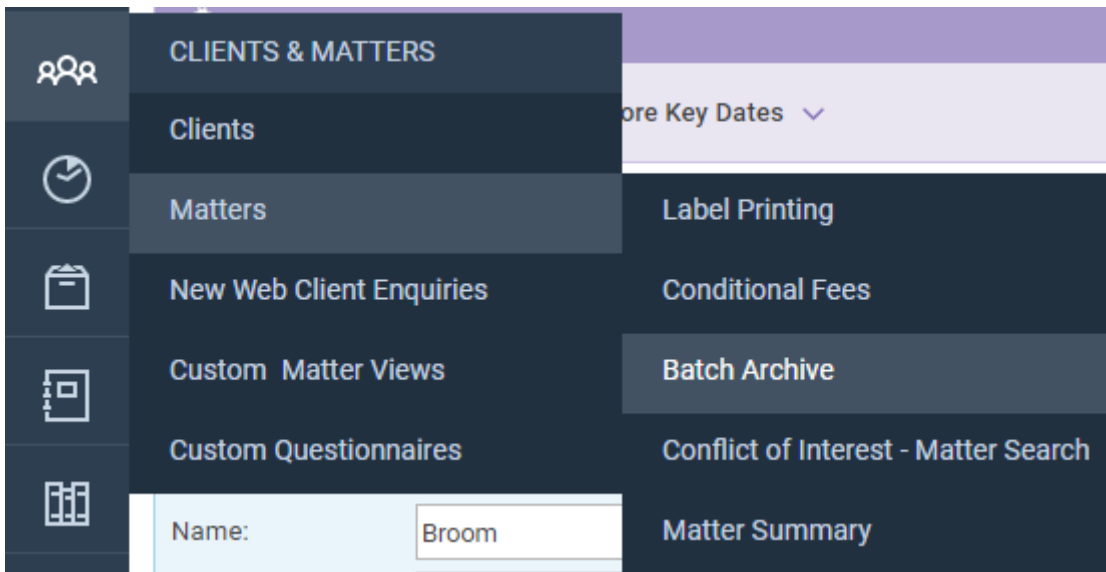 CLIENTS & MATTERS
Clients
Matters
New Web Client Enquiries
Custom  Matter Views
Custom Questionnaires
ore Key Dates
Label Printing
Conditional Fees
Batch Archive
Conflict of Interest - Matter Search
Matter Summary
Name:
Broom